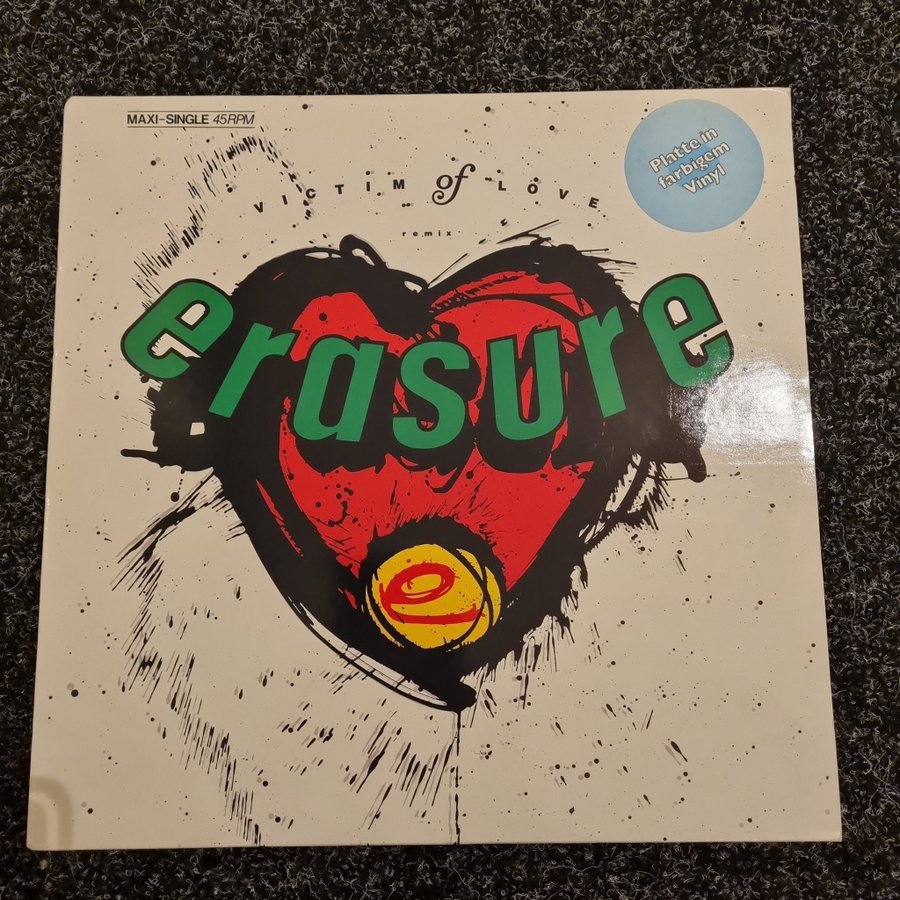 MAXI-SINGLE 45RPM
Platte in
farbigem
Vinyl
VICTIM of LOVE
remix
erasure